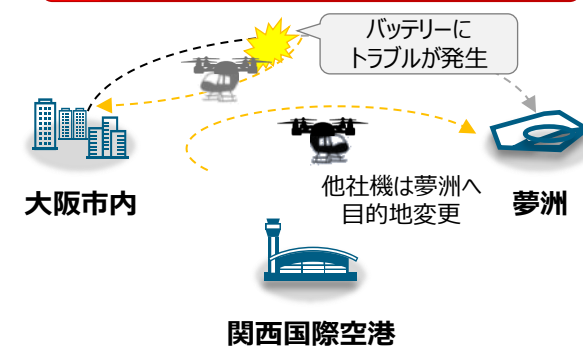 バッテリーに
トラブルが発生
他社機は夢洲へ
目的地変更
大阪市内
夢洲
関西国際空港